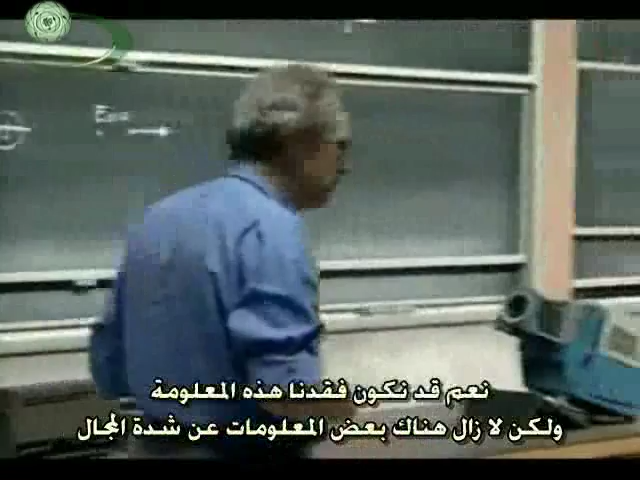 نعم قد نكون فقدنا هذه المعلومة
ولكن لا زال هناك بعض المعلومات عن شدة المجال